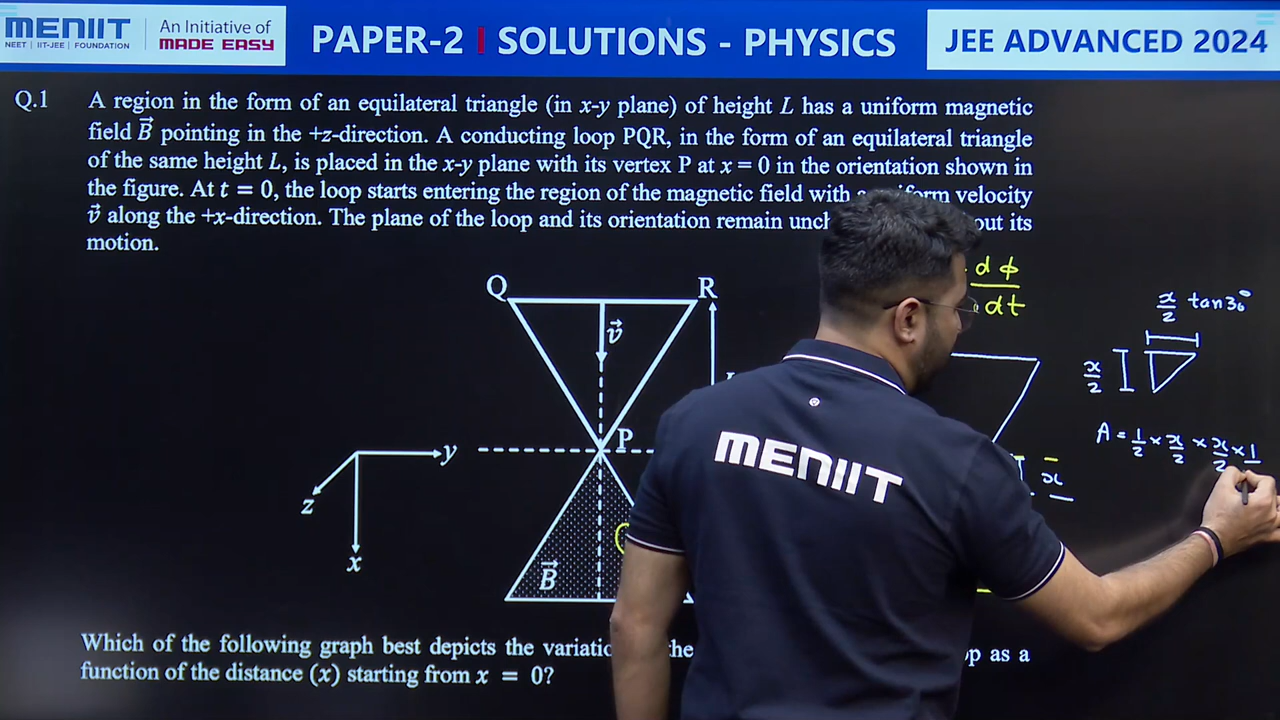 MENIIT
NEET | IIT-JEE | FOUNDATION
An Initiative of
MADE EASY
PAPER-2 | SOLUTIONS - PHYSICS
JEE ADVANCED 2024
Q.1 A region in the form of an equilateral triangle (in x-y plane) of height L has a uniform magnetic
field B⃗ pointing in the +z-direction. A conducting loop PQR, in the form of an equilateral triangle
of the same height L, is placed in the x-y plane with its vertex P at x = 0 in the orientation shown in
the figure. At t = 0, the loop starts entering the region of the magnetic field with velocity
v⃗ along the +x-direction. The plane of the loop and its orientation remain its
motion.
dϕ
dt
x/2 tan30°
Q R
v⃗
x/2
A = 1/2 × x/2 × x/2 × 1
P
y
x
z
x
B⃗
MENIIT
Which of the following graph best depicts the as a
function of the distance (x) starting from x = 0?